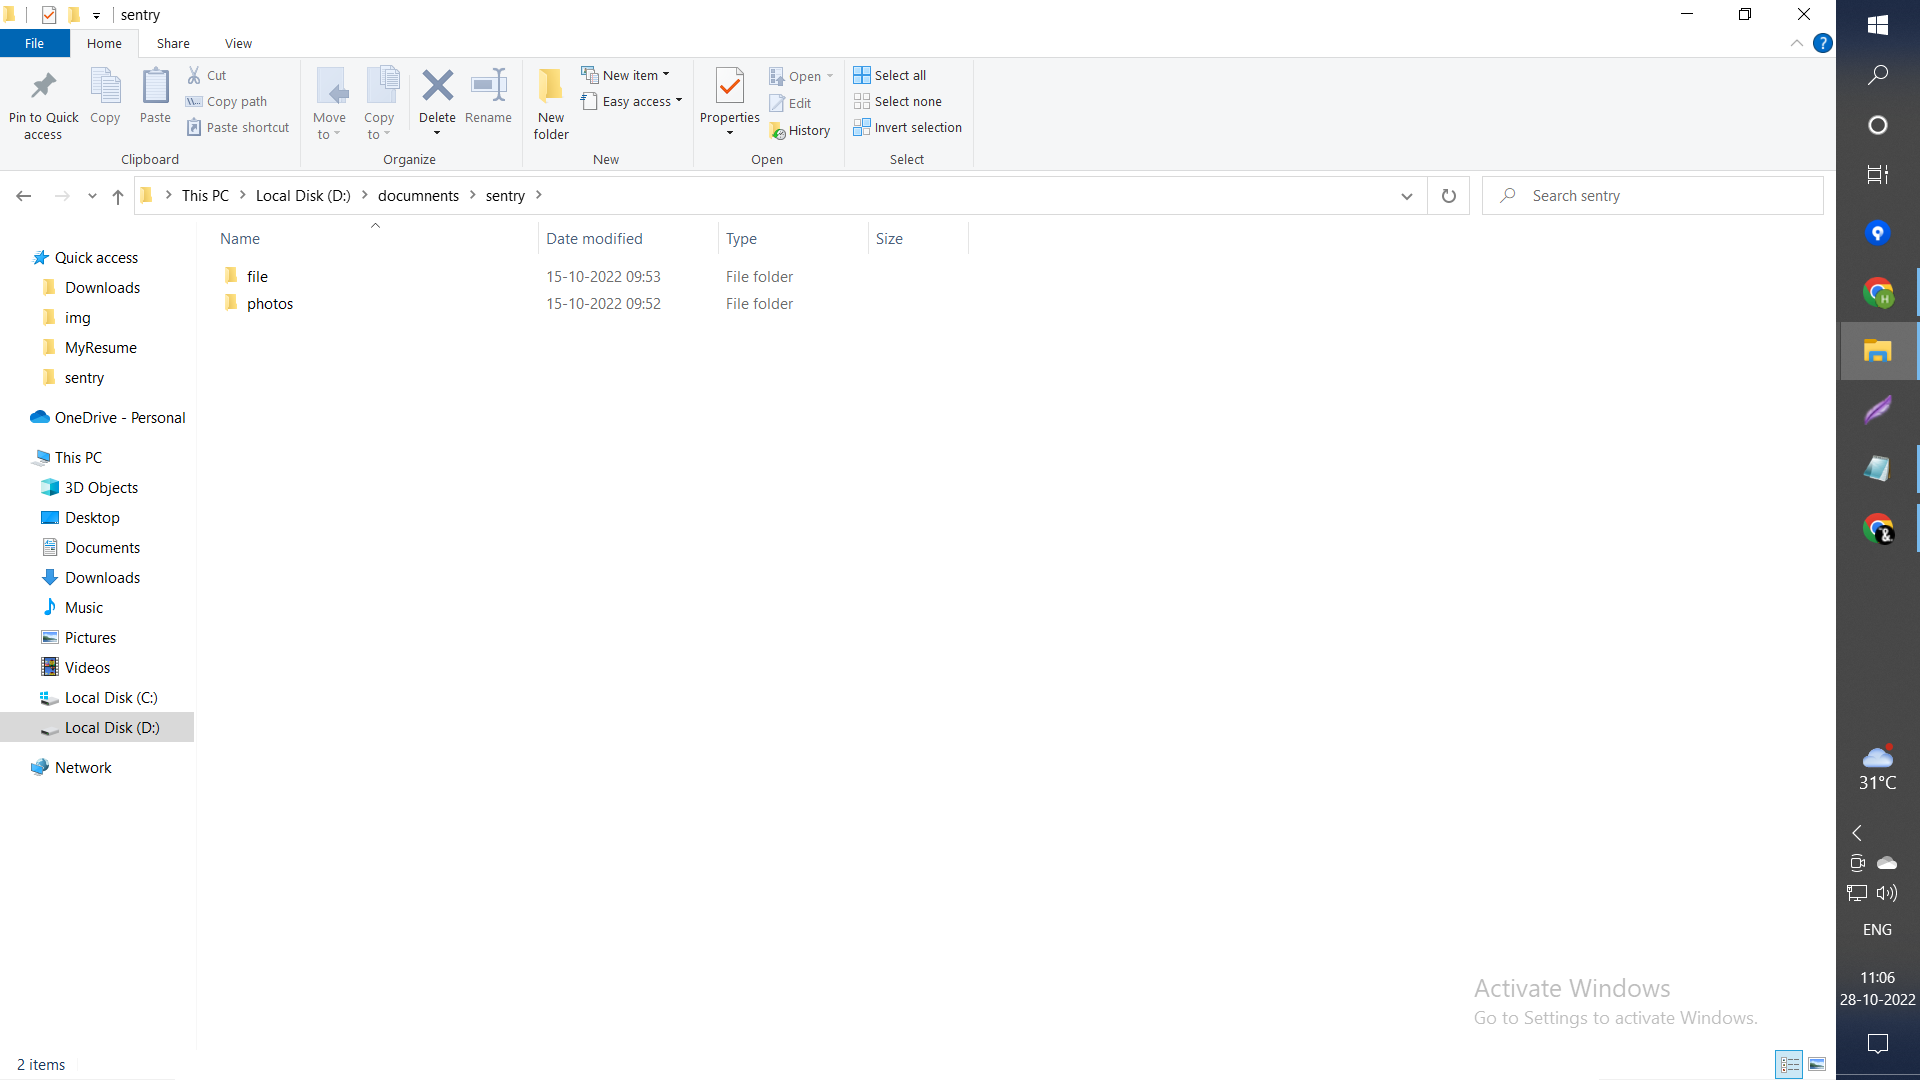 sentry
File Home Share View
Pin to Quick access
Copy
Paste
Cut
Copy path
Paste shortcut
Clipboard
Move to
Copy to
Delete
Rename
Organize
New folder
New item
Easy access
New
Properties
Open
Edit
History
Open
Select all
Select none
Invert selection
Select
This PC Local Disk (D:) documnents sentry
Search sentry
Name Date modified Type Size
file 15-10-2022 09:53 File folder
photos 15-10-2022 09:52 File folder
Quick access
Downloads
img
MyResume
sentry
OneDrive - Personal
This PC
3D Objects
Desktop
Documents
Downloads
Music
Pictures
Videos
Local Disk (C:)
Local Disk (D:)
Network
2 items
Activate Windows
Go to Settings to activate Windows.
H
&
31°C
ENG
11:06
28-10-2022